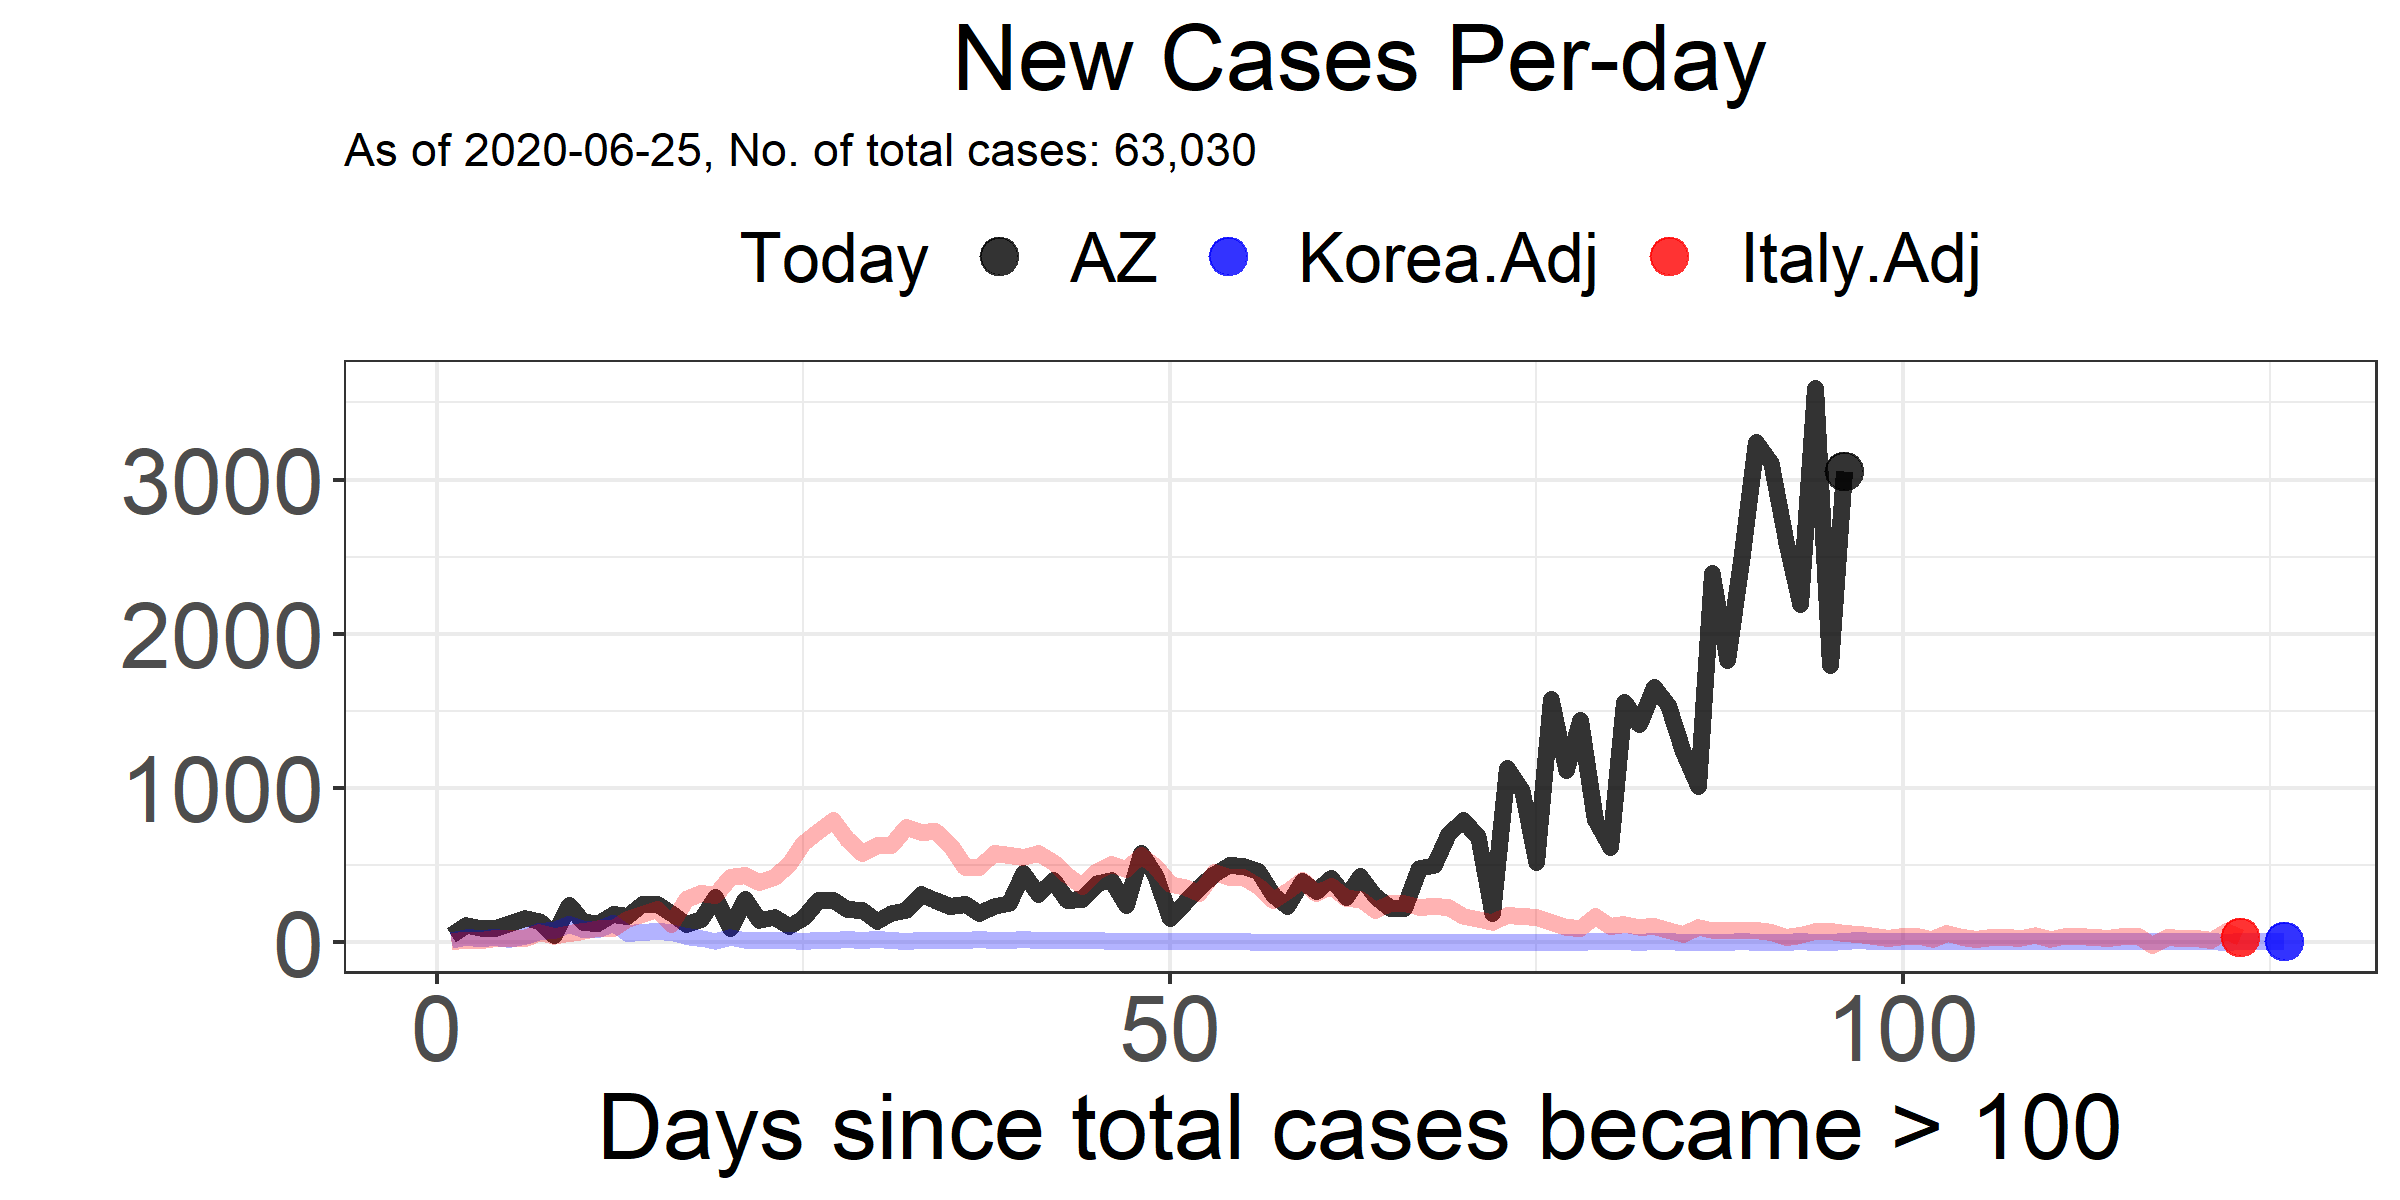 New Cases Per-day
As of 2020-06-25, No. of total cases: 63,030
Today AZ Korea.Adj Italy.Adj
3000
2000
1000
0
0 50 100
Days since total cases became > 100